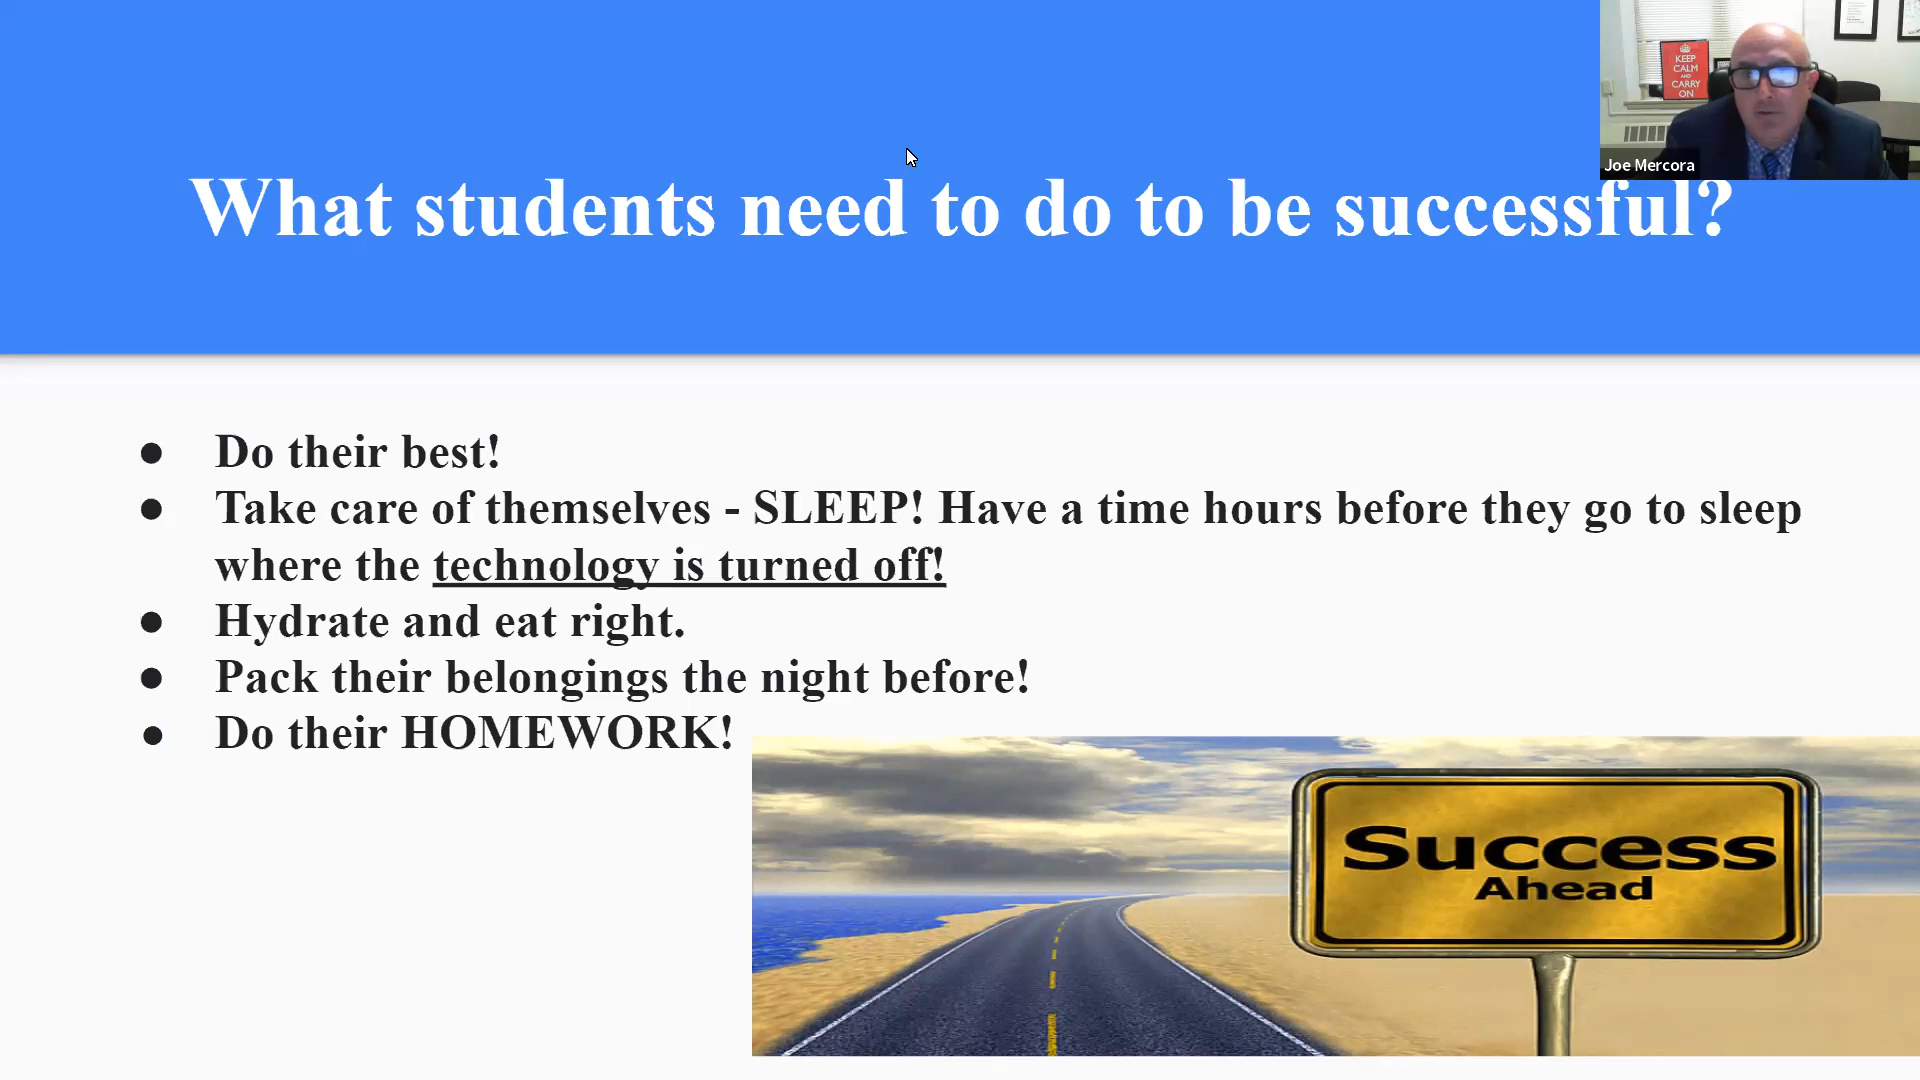 KEEP
CALM
AND
CARRY
ON
Joe Mercora
What students need to do to be successful?
● Do their best!
● Take care of themselves - SLEEP! Have a time hours before they go to sleep
where the technology is turned off!
● Hydrate and eat right.
● Pack their belongings the night before!
● Do their HOMEWORK!
Success
Ahead